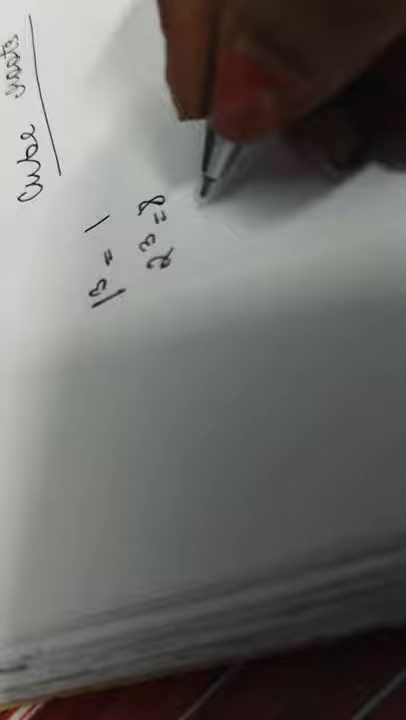 Cube roots
1³ = 1
2³ = 8